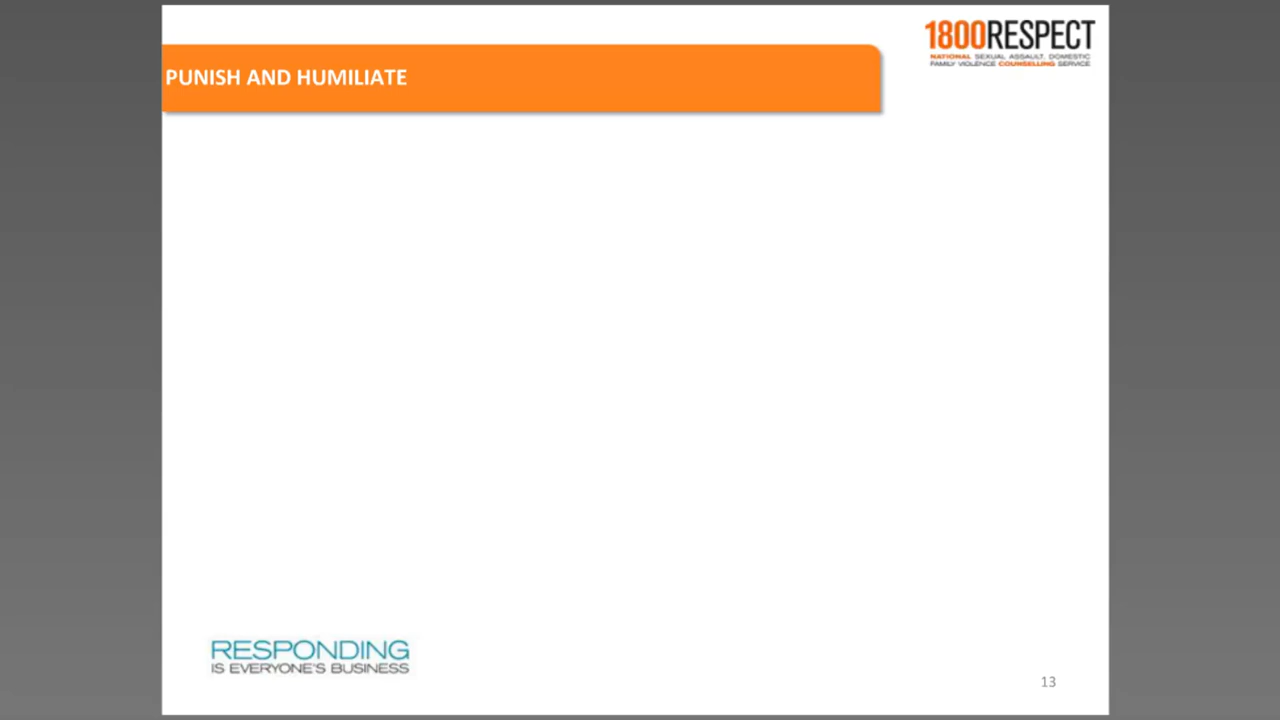 1800RESPECT
NATIONAL SEXUAL ASSAULT, DOMESTIC
FAMILY VIOLENCE COUNSELLING SERVICE
PUNISH AND HUMILIATE
RESPONDING
IS EVERYONE'S BUSINESS
13